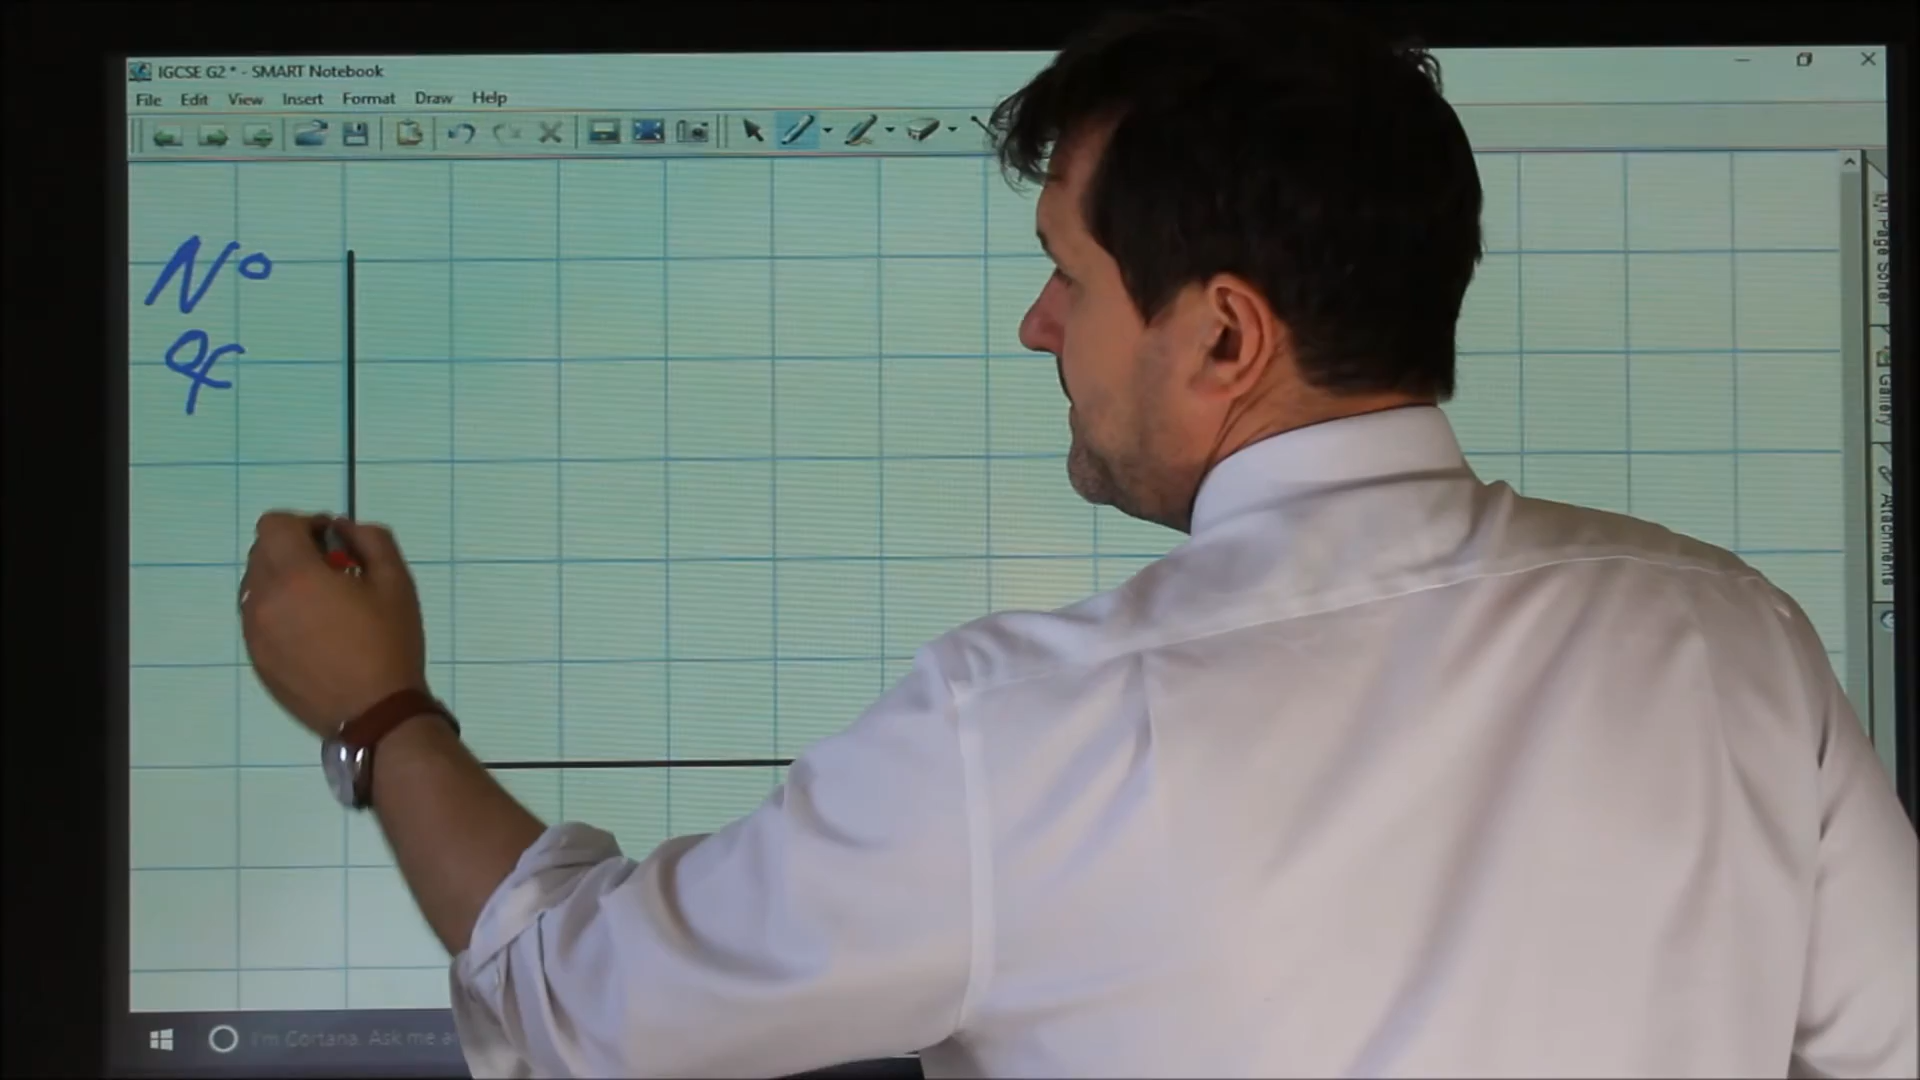 IGCSE G2 * - SMART Notebook
File Edit View Insert Format Draw Help
Nº
of
Page Sorter
Gallery
Attachments
I'm Cortana. Ask me a